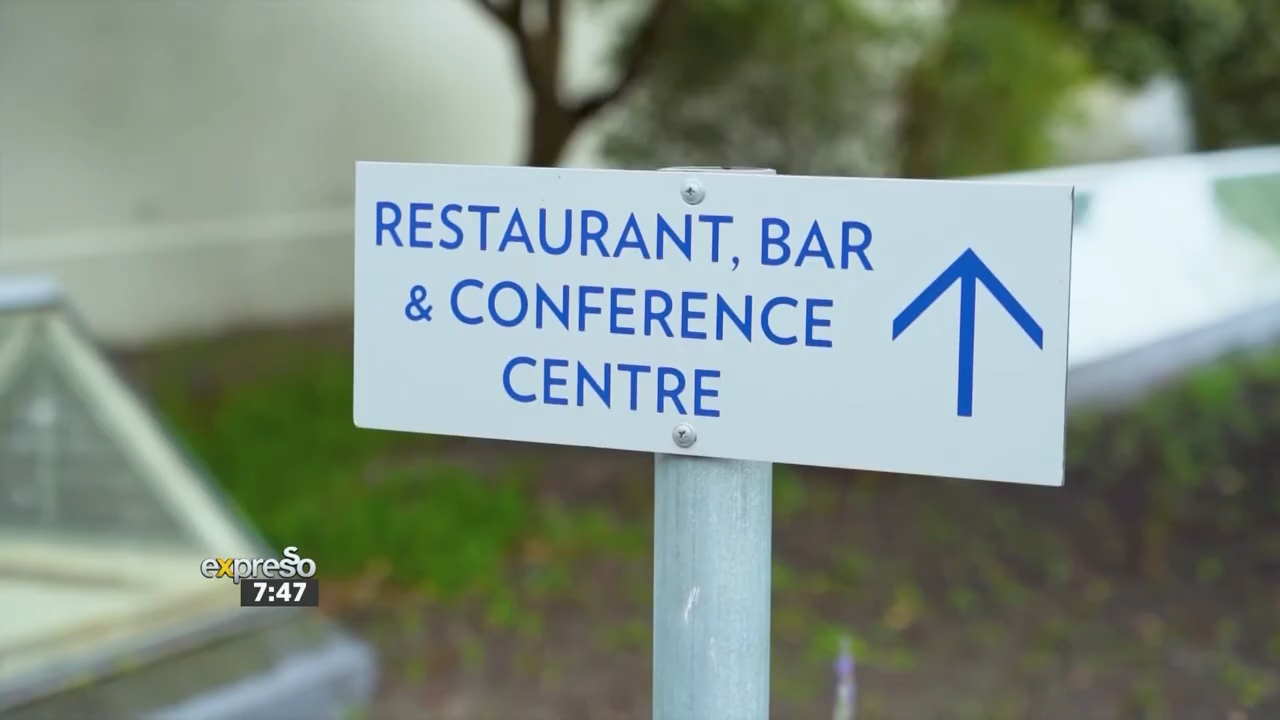 RESTAURANT, BAR
& CONFERENCE
CENTRE
expresso
7:47